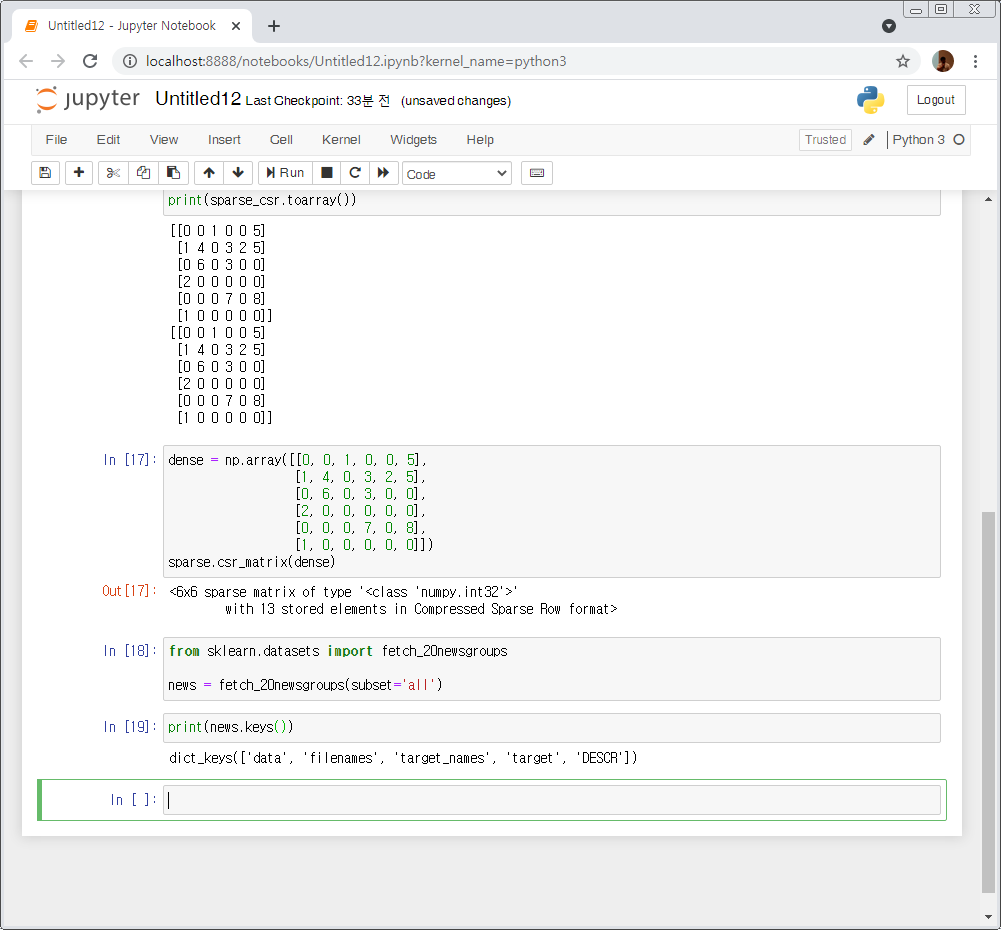 Untitled12 - Jupyter Notebook
localhost:8888/notebooks/Untitled12.ipynb?kernel_name=python3
jupyter Untitled12 Last Checkpoint: 33분 전 (unsaved changes) Logout
File Edit View Insert Cell Kernel Widgets Help Trusted Python 3
Run Code
print(sparse_csr.toarray())
[[0 0 1 0 0 5]
[1 4 0 3 2 5]
[0 6 0 3 0 0]
[2 0 0 0 0 0]
[0 0 0 7 0 8]
[1 0 0 0 0 0]]
[[0 0 1 0 0 5]
[1 4 0 3 2 5]
[0 6 0 3 0 0]
[2 0 0 0 0 0]
[0 0 0 7 0 8]
[1 0 0 0 0 0]]
In [17]: dense = np.array([[0, 0, 1, 0, 0, 5],
[1, 4, 0, 3, 2, 5],
[0, 6, 0, 3, 0, 0],
[2, 0, 0, 0, 0, 0],
[0, 0, 0, 7, 0, 8],
[1, 0, 0, 0, 0, 0]])
sparse.csr_matrix(dense)
Out[17]: <6x6 sparse matrix of type '<class 'numpy.int32'>'
with 13 stored elements in Compressed Sparse Row format>
In [18]: from sklearn.datasets import fetch_20newsgroups
news = fetch_20newsgroups(subset='all')
In [19]: print(news.keys())
dict_keys(['data', 'filenames', 'target_names', 'target', 'DESCR'])
In [ ]: